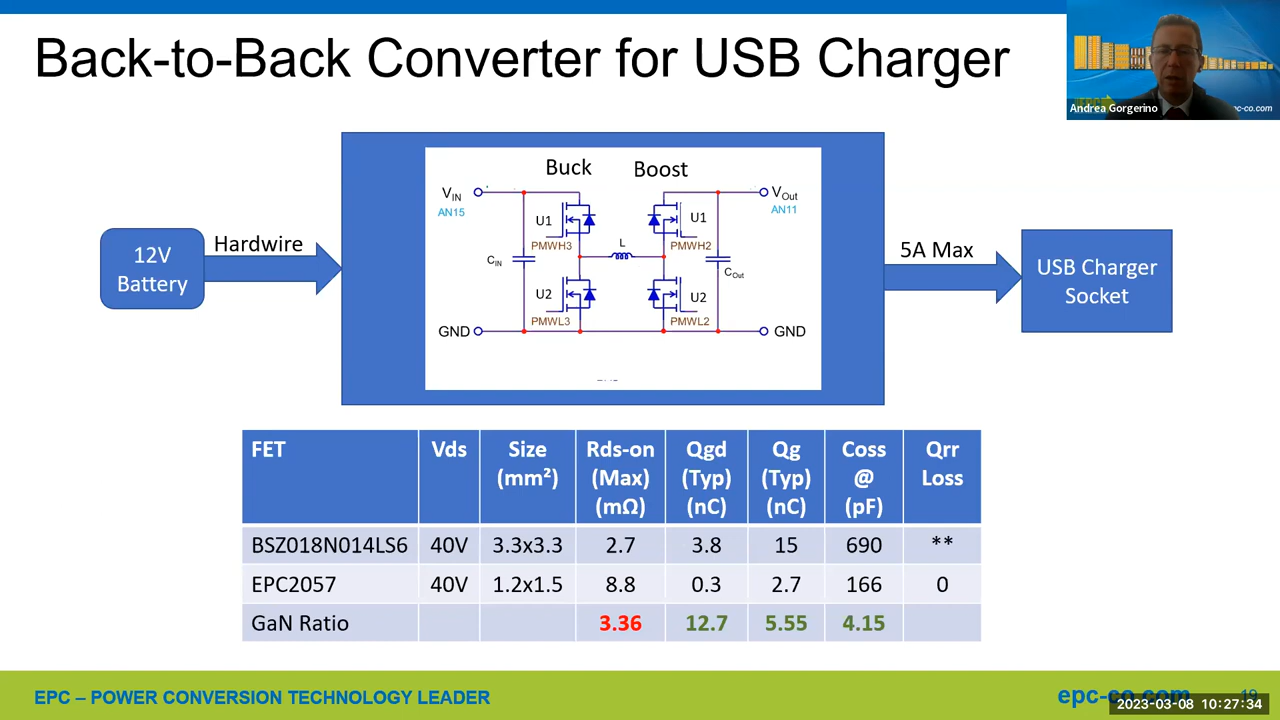 Back-to-Back Converter for USB Charger
Andrea Gorgerino
-co.com
Buck
Boost
VIN
AN15
U1
PMWH3
CIN
U2
PMWL3
GND
L
VOut
AN11
U1
PMWH2
COut
U2
PMWL2
GND
12V
Battery
Hardwire
5A Max
USB Charger
Socket
FET Vds Size (mm²) Rds-on (Max) (mΩ) Qgd (Typ) (nC) Qg (Typ) (nC) Coss @ (pF) Qrr Loss
BSZ018N014LS6 40V 3.3x3.3 2.7 3.8 15 690 **
EPC2057 40V 1.2x1.5 8.8 0.3 2.7 166 0
GaN Ratio 3.36 12.7 5.55 4.15
EPC – POWER CONVERSION TECHNOLOGY LEADER
epc-co.com 19
2023-03-08 10:27:34